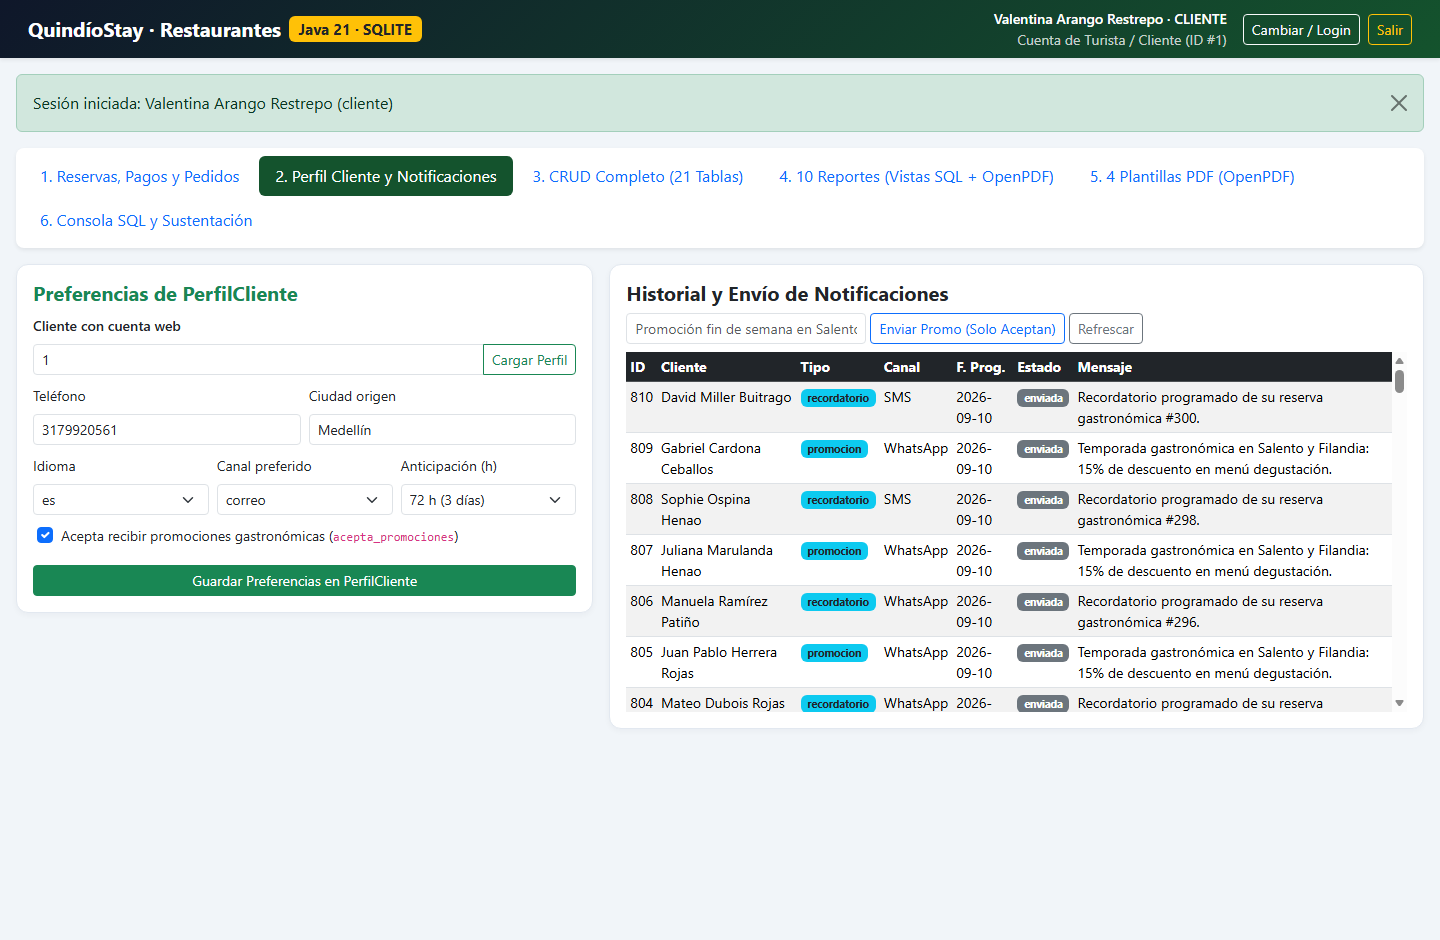 QuindíoStay · Restaurantes Java 21 · SQLITE
Valentina Arango Restrepo · CLIENTE
Cuenta de Turista / Cliente (ID #1)
Cambiar / Login
Salir
Sesión iniciada: Valentina Arango Restrepo (cliente)
1. Reservas, Pagos y Pedidos
2. Perfil Cliente y Notificaciones
3. CRUD Completo (21 Tablas)
4. 10 Reportes (Vistas SQL + OpenPDF)
5. 4 Plantillas PDF (OpenPDF)
6. Consola SQL y Sustentación
Preferencias de PerfilCliente
Cliente con cuenta web
1 Cargar Perfil
Teléfono Ciudad origen
3179920561 Medellín
Idioma Canal preferido Anticipación (h)
es correo 72 h (3 días)
Acepta recibir promociones gastronómicas (acepta_promociones)
Guardar Preferencias en PerfilCliente
Historial y Envío de Notificaciones
Promoción fin de semana en Salento Enviar Promo (Solo Aceptan) Refrescar
ID Cliente Tipo Canal F. Prog. Estado Mensaje
810 David Miller Buitrago recordatorio SMS 2026-09-10 enviada Recordatorio programado de su reserva
gastronómica #300.
809 Gabriel Cardona Ceballos promocion WhatsApp 2026-09-10 enviada Temporada gastronómica en Salento y Filandia:
15% de descuento en menú degustación.
808 Sophie Ospina Henao recordatorio SMS 2026-09-10 enviada Recordatorio programado de su reserva
gastronómica #298.
807 Juliana Marulanda Henao promocion WhatsApp 2026-09-10 enviada Temporada gastronómica en Salento y Filandia:
15% de descuento en menú degustación.
806 Manuela Ramírez Patiño recordatorio WhatsApp 2026-09-10 enviada Recordatorio programado de su reserva
gastronómica #296.
805 Juan Pablo Herrera Rojas promocion WhatsApp 2026-09-10 enviada Temporada gastronómica en Salento y Filandia:
15% de descuento en menú degustación.
804 Mateo Dubois Rojas recordatorio WhatsApp 2026- enviada Recordatorio programado de su reserva